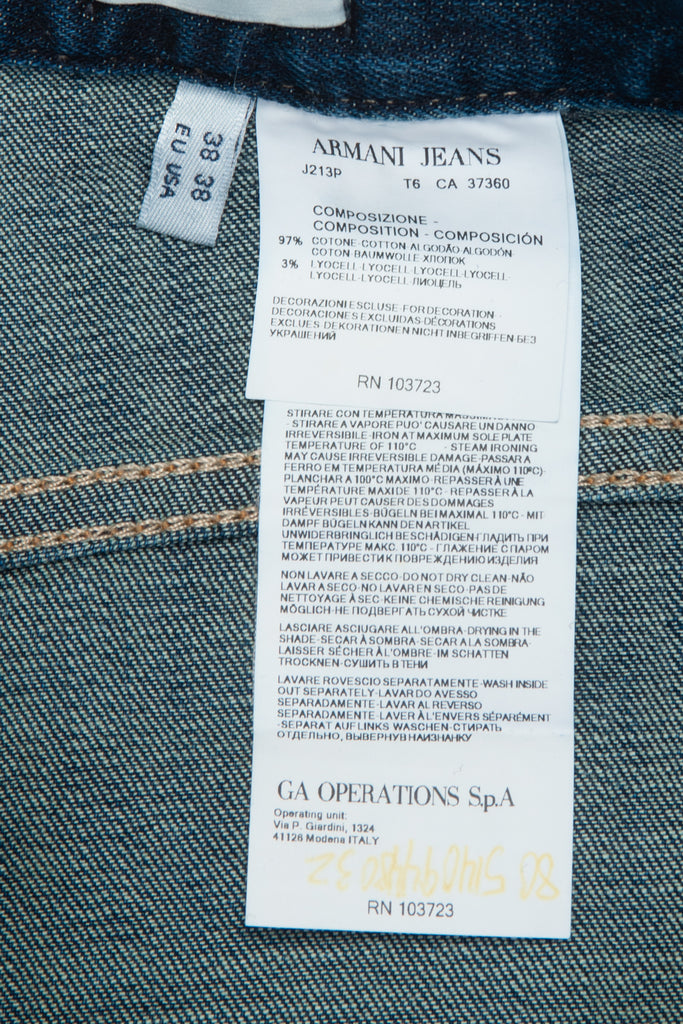 38 38
EU USA
ARMANI JEANS
J213P T6 CA 37360
COMPOSIZIONE -
COMPOSITION - COMPOSICIÓN
97% COTONE-COTTON-ALGODÃO ALGODÓN-
COTON-BAUMWOLLE ХЛОПОК
3% LYOCELL-LYOCELL-LYOCELL-LYOCELL-
LYOCELL-LYOCELL-ЛИОЦЕЛЬ
DECORAZIONI ESCLUSE-FOR DECORATION-
DECORACIONES EXCLUIDAS-DÉCORATIONS
EXCLUES DEKORATIONEN NICHT INBEGRIFFEN-БЕЗ
УКРАШЕНИЙ
RN 103723
STIRARE CON TEMPERATURA MASSIMA
- STIRARE A VAPORE PUO' CAUSARE UN DANNO
IRREVERSIBILE-IRON AT MAXIMUM SOLE PLATE
TEMPERATURE OF 110°C - STEAM IRONING
MAY CAUSE IRREVERSIBLE DAMAGE-PASSAR A
FERRO EM TEMPERATURA MÉDIA (MÁXIMO 110ºC)-
PLANCHAR A 100°C MAXIMO-REPASSER À UNE
TEMPÉRATURE MAXI DE 110°C - REPASSER À LA
VAPEUR PEUT CAUSER DES DOMMAGES
IRRÉVERSIBLES-BÜGELN BEI MAXIMAL 110°C - MIT
DAMPF BÜGELN KANN DEN ARTIKEL
UNWIDERBRINGLICH BESCHÄDIGEN-ГЛАДИТЬ ПРИ
ТЕМПЕРАТУРЕ МАКС. 110°C - ГЛАЖЕНИЕ С ПАРОМ
МОЖЕТ ПРИВЕСТИ К ПОВРЕЖДЕНИЮ ИЗДЕЛИЯ
NON LAVARE A SECCO-DO NOT DRY CLEAN-NÃO
LAVAR A SECO-NO LAVAR EN SECO-PAS DE
NETTOYAGE À SEC-KEINE CHEMISCHE REINIGUNG
MÖGLICH-НЕ ПОДВЕРГАТЬ СУХОЙ ЧИСТКЕ
LASCIARE ASCIUGARE ALL'OMBRA-DRYING IN THE
SHADE-SECAR À SOMBRA-SECAR A LA SOMBRA-
LAISSER SÉCHER À L'OMBRE-IM SCHATTEN
TROCKNEN-СУШИТЬ В ТЕНИ
LAVARE ROVESCIO SEPARATAMENTE-WASH INSIDE
OUT SEPARATELY-LAVAR DO AVESSO
SEPARADAMENTE-LAVAR AL REVERSO
SEPARADAMENTE-LAVER À L'ENVERS SÉPARÉMENT
-SEPARAT AUF LINKS WASCHEN-СТИРАТЬ
ОТДЕЛЬНО, ВЫВЕРНУВ НАИЗНАНКУ
GA OPERATIONS S.p.A
Operating unit:
Via P. Giardini, 1324
41126 Modena ITALY
RN 103723